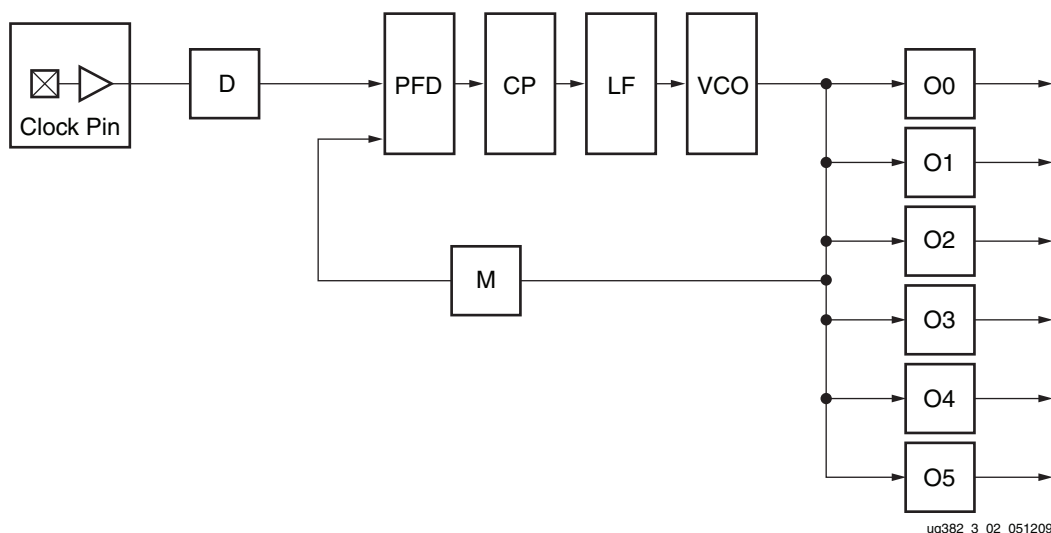 Clock Pin
D
PFD
CP
LF
VCO
M
O0
O1
O2
O3
O4
O5
ug382_3_02_051209